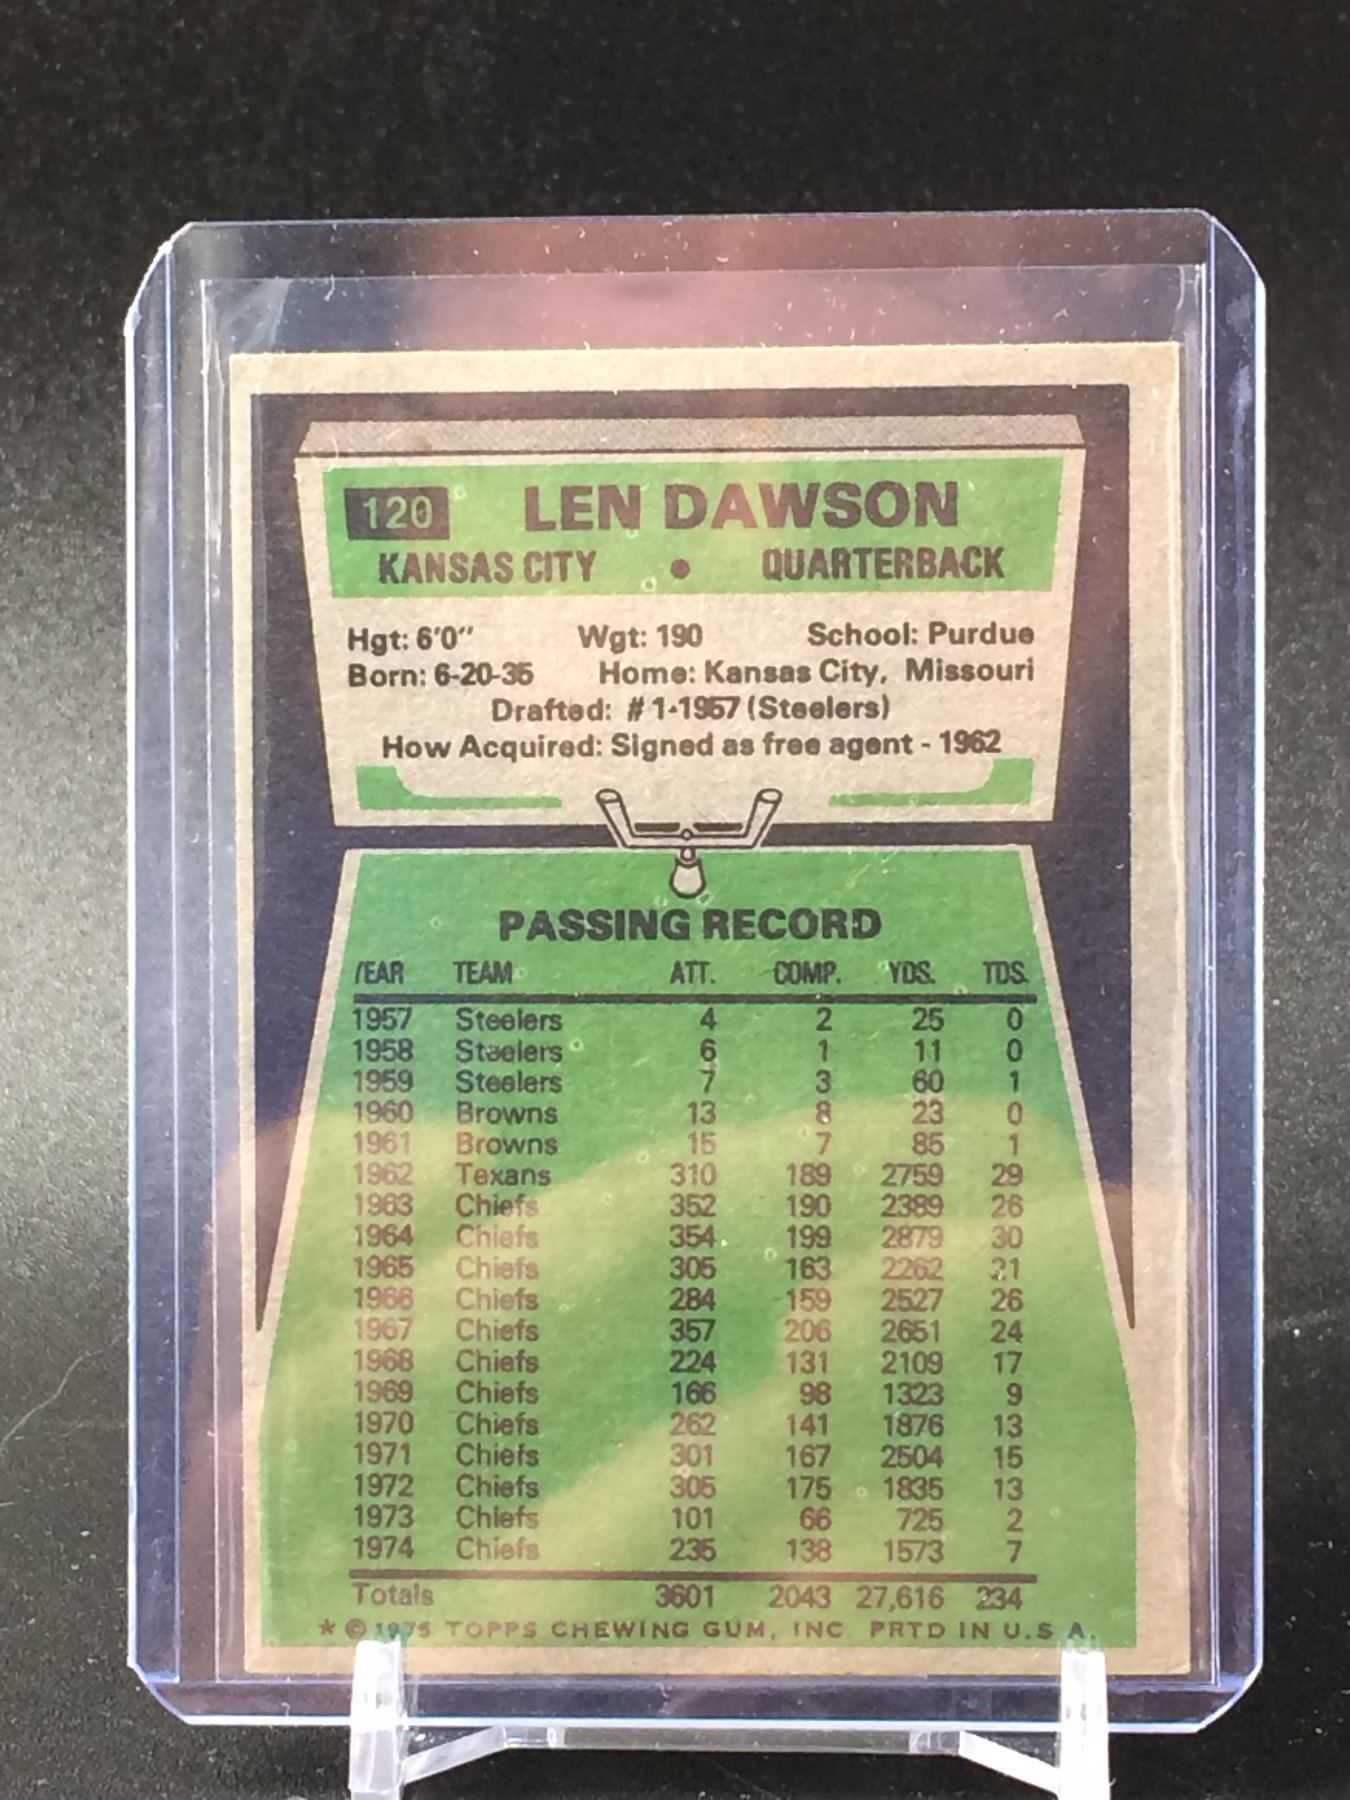 120 LEN DAWSON
KANSAS CITY • QUARTERBACK
Hgt: 6'0" Wgt: 190 School: Purdue
Born: 6-20-35 Home: Kansas City, Missouri
Drafted: #1-1957 (Steelers)
How Acquired: Signed as free agent - 1962
PASSING RECORD
YEAR TEAM ATT. COMP. YDS. TDS.
1957 Steelers 4 2 25 0
1958 Steelers 6 1 11 0
1959 Steelers 7 3 60 1
1960 Browns 13 8 23 0
1961 Browns 15 7 85 1
1962 Texans 310 189 2759 29
1963 Chiefs 352 190 2389 26
1964 Chiefs 354 199 2879 30
1965 Chiefs 305 163 2262 21
1966 Chiefs 284 159 2527 26
1967 Chiefs 357 206 2651 24
1968 Chiefs 224 131 2109 17
1969 Chiefs 166 98 1323 9
1970 Chiefs 262 141 1876 13
1971 Chiefs 301 167 2504 15
1972 Chiefs 305 175 1835 13
1973 Chiefs 101 66 725 2
1974 Chiefs 235 138 1573 7
Totals 3601 2043 27,616 234
* © 1975 TOPPS CHEWING GUM, INC. PRTD IN U.S.A.